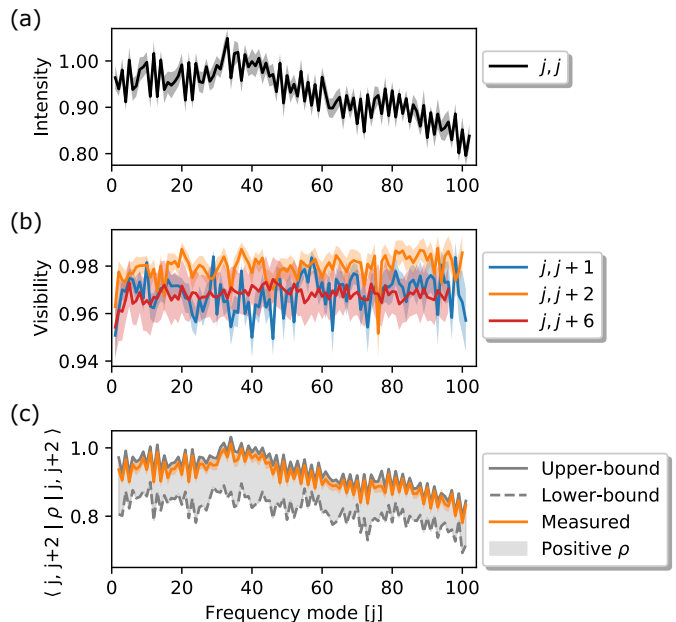 (a)
1.00
0.90
0.80
Intensity
0 20 40 60 80 100
j, j
(b)
0.98
0.96
0.94
Visibility
0 20 40 60 80 100
j, j + 1
j, j + 2
j, j + 6
(c)
1.0
0.8
⟨ j, j+2 | ρ | j, j+2 ⟩
0 20 40 60 80 100
Frequency mode [j]
Upper-bound
Lower-bound
Measured
Positive ρ